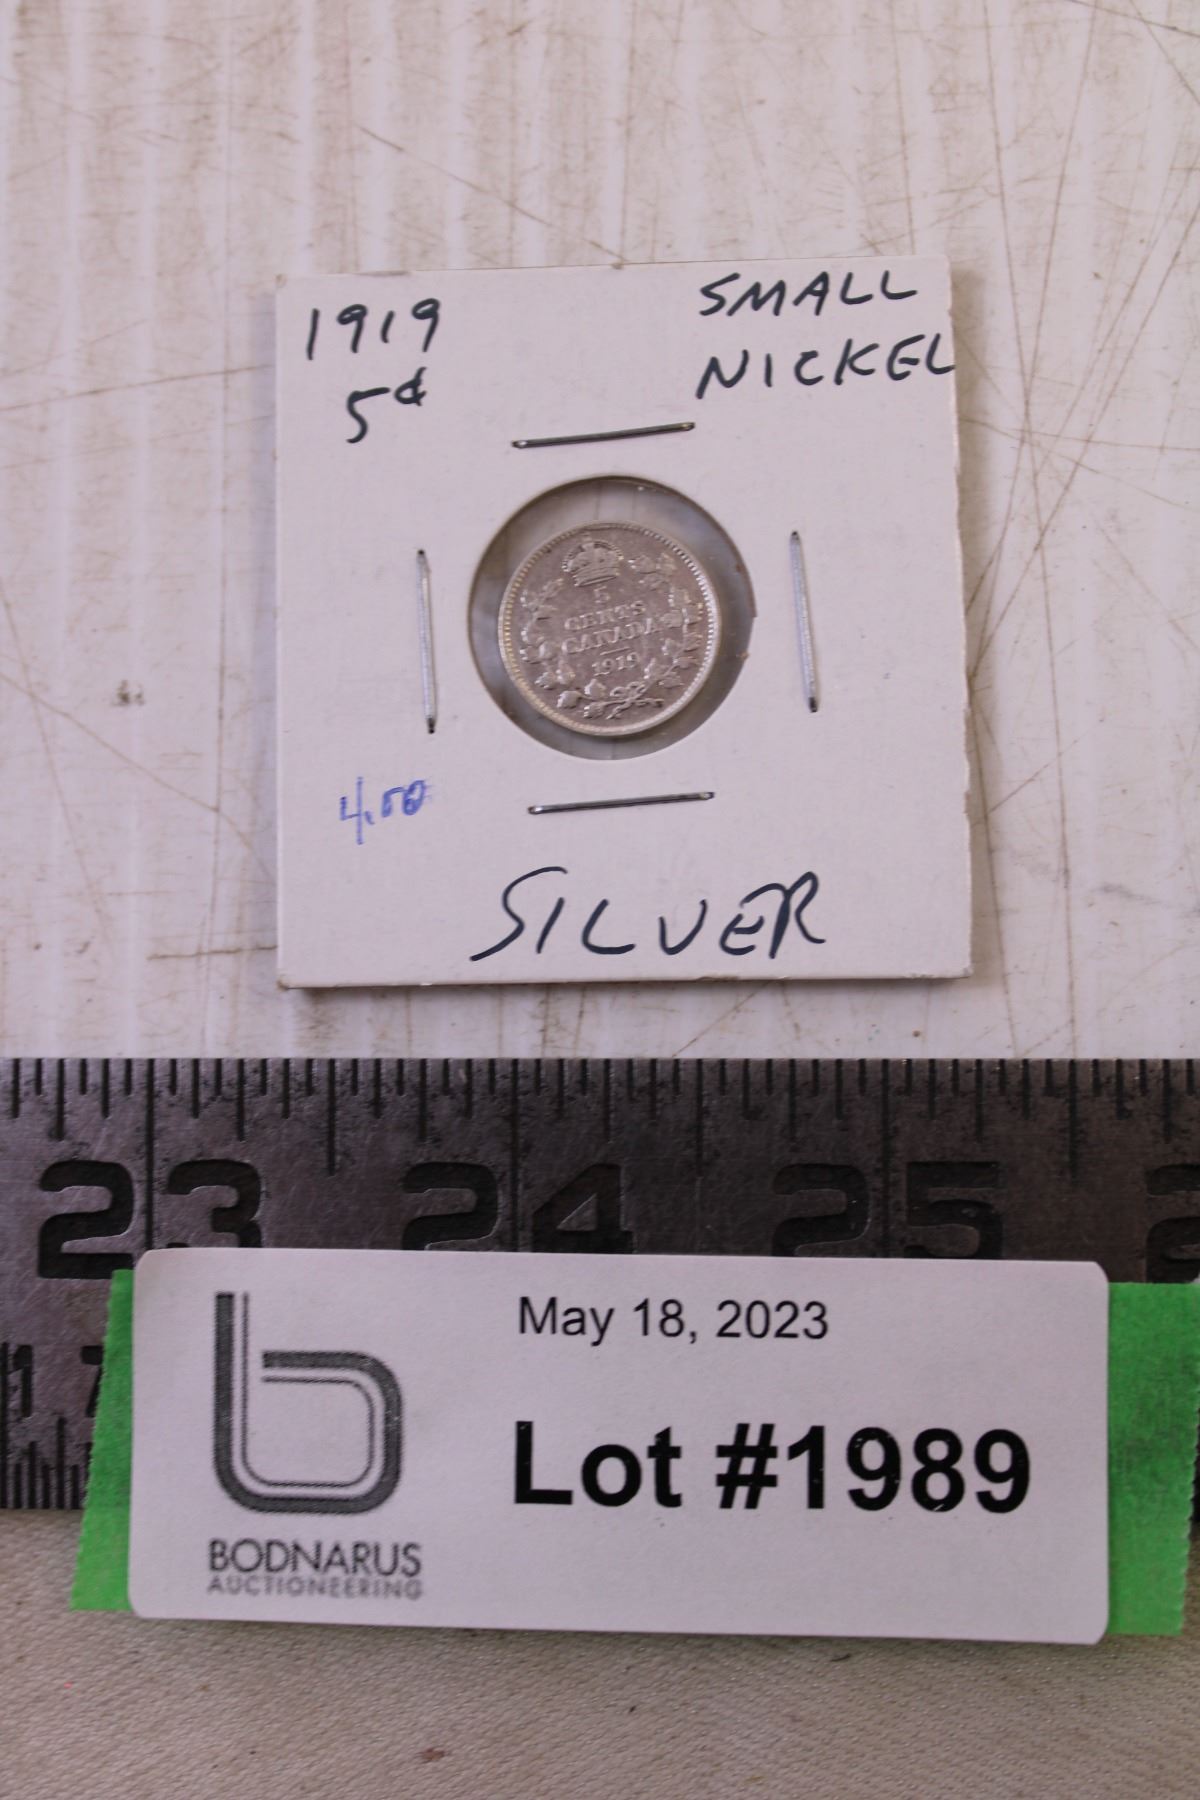 1919
5¢
SMALL
NICKEL
5
CENTS
CANADA
1919
4.00
SILVER
23
24
25
May 18, 2023
Lot #1989
BODNARUS
AUCTIONEERING